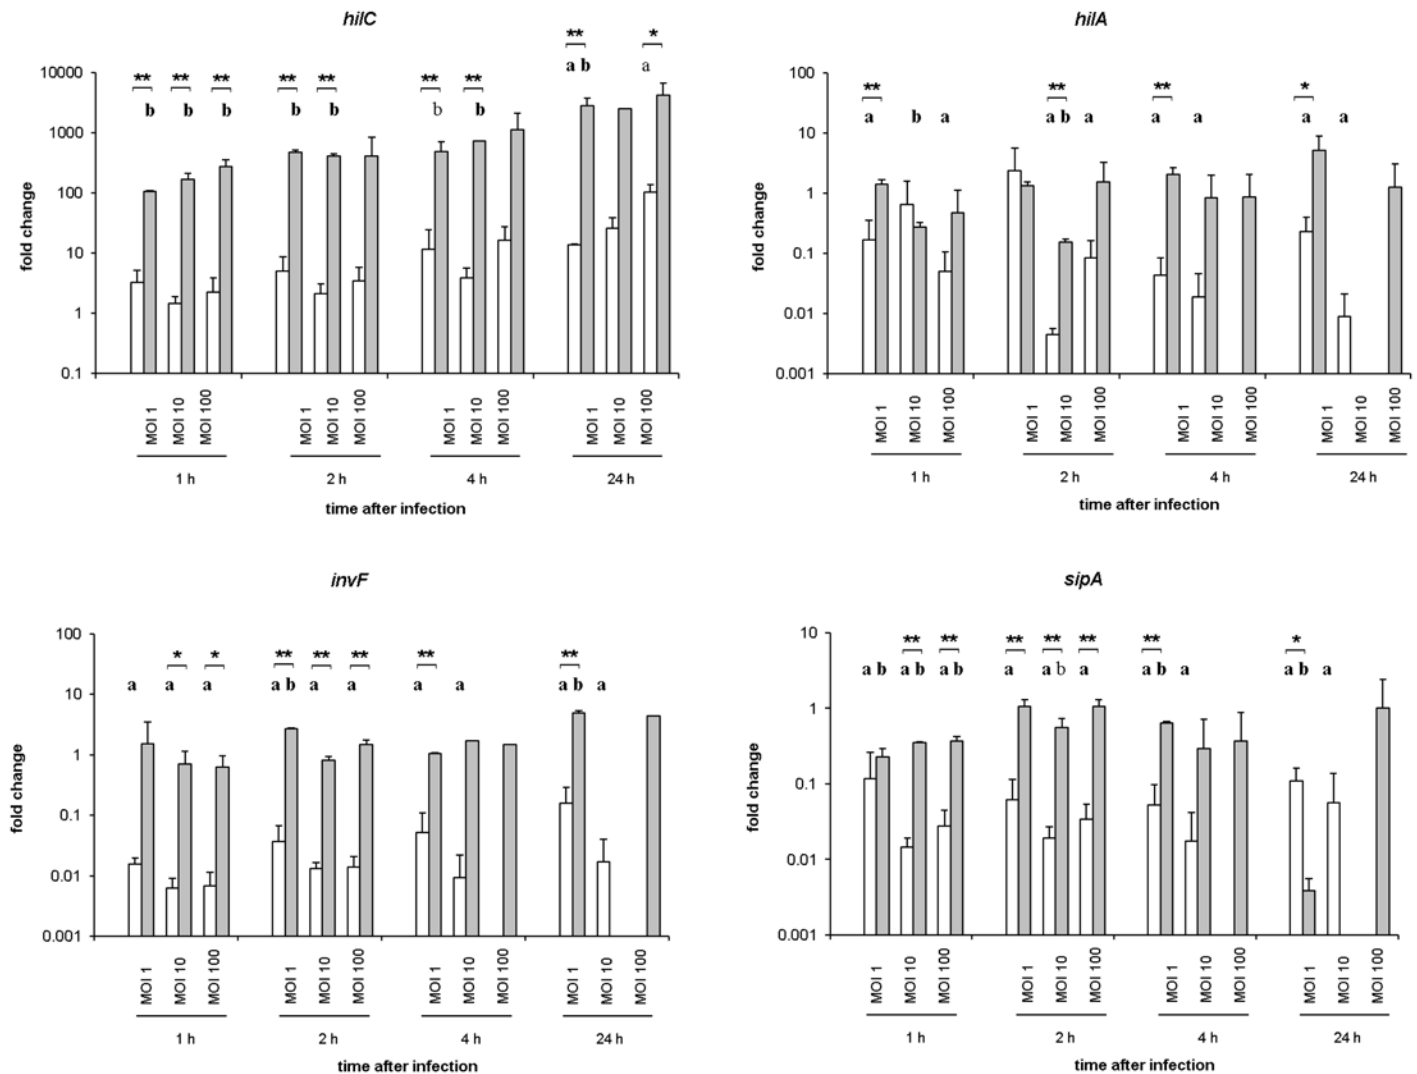 hilC
** *
a b a
10000
** ** ** ** ** ** **
b b b b b b b
1000
100
10
1
0.1
fold change
MOI 1 MOI 10 MOI 100 MOI 1 MOI 10 MOI 100 MOI 1 MOI 10 MOI 100 MOI 1 MOI 10 MOI 100
1 h 2 h 4 h 24 h
time after infection
hilA
100
** ** ** *
a b a a b a a a a a
10
1
0.1
0.01
0.001
fold change
MOI 1 MOI 10 MOI 100 MOI 1 MOI 10 MOI 100 MOI 1 MOI 10 MOI 100 MOI 1 MOI 10 MOI 100
1 h 2 h 4 h 24 h
time after infection
invF
100
* * ** ** ** ** **
a a a a b a a a a a b a
10
1
0.1
0.01
0.001
fold change
MOI 1 MOI 10 MOI 100 MOI 1 MOI 10 MOI 100 MOI 1 MOI 10 MOI 100 MOI 1 MOI 10 MOI 100
1 h 2 h 4 h 24 h
time after infection
sipA
10
** ** ** ** ** ** *
a b a b a b a a b a a b a a b a
1
0.1
0.01
0.001
fold change
MOI 1 MOI 10 MOI 100 MOI 1 MOI 10 MOI 100 MOI 1 MOI 10 MOI 100 MOI 1 MOI 10 MOI 100
1 h 2 h 4 h 24 h
time after infection